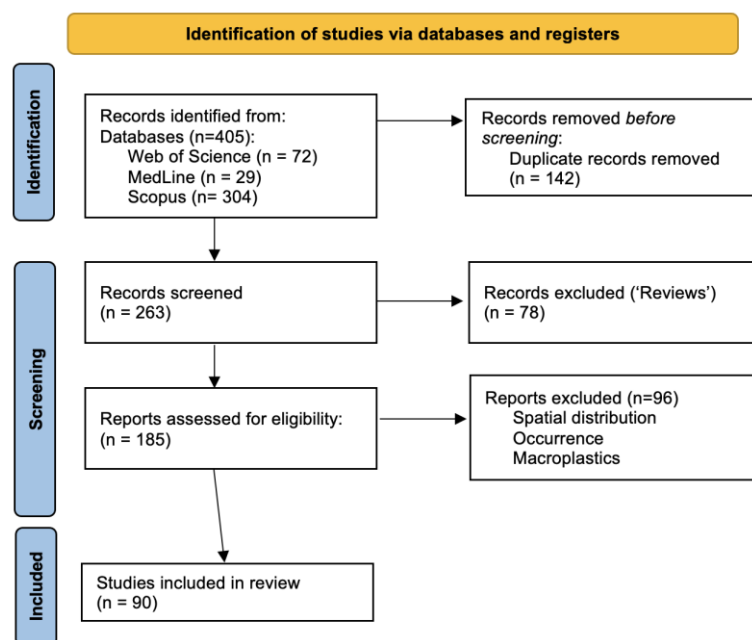 Identification of studies via databases and registers
Identification
Records identified from:
Databases (n=405):
Web of Science (n = 72)
MedLine (n = 29)
Scopus (n= 304)
Records removed before
screening:
Duplicate records removed
(n = 142)
Screening
Records screened
(n = 263)
Records excluded (‘Reviews’)
(n = 78)
Reports assessed for eligibility:
(n = 185)
Reports excluded (n=96)
Spatial distribution
Occurrence
Macroplastics
Included
Studies included in review
(n = 90)